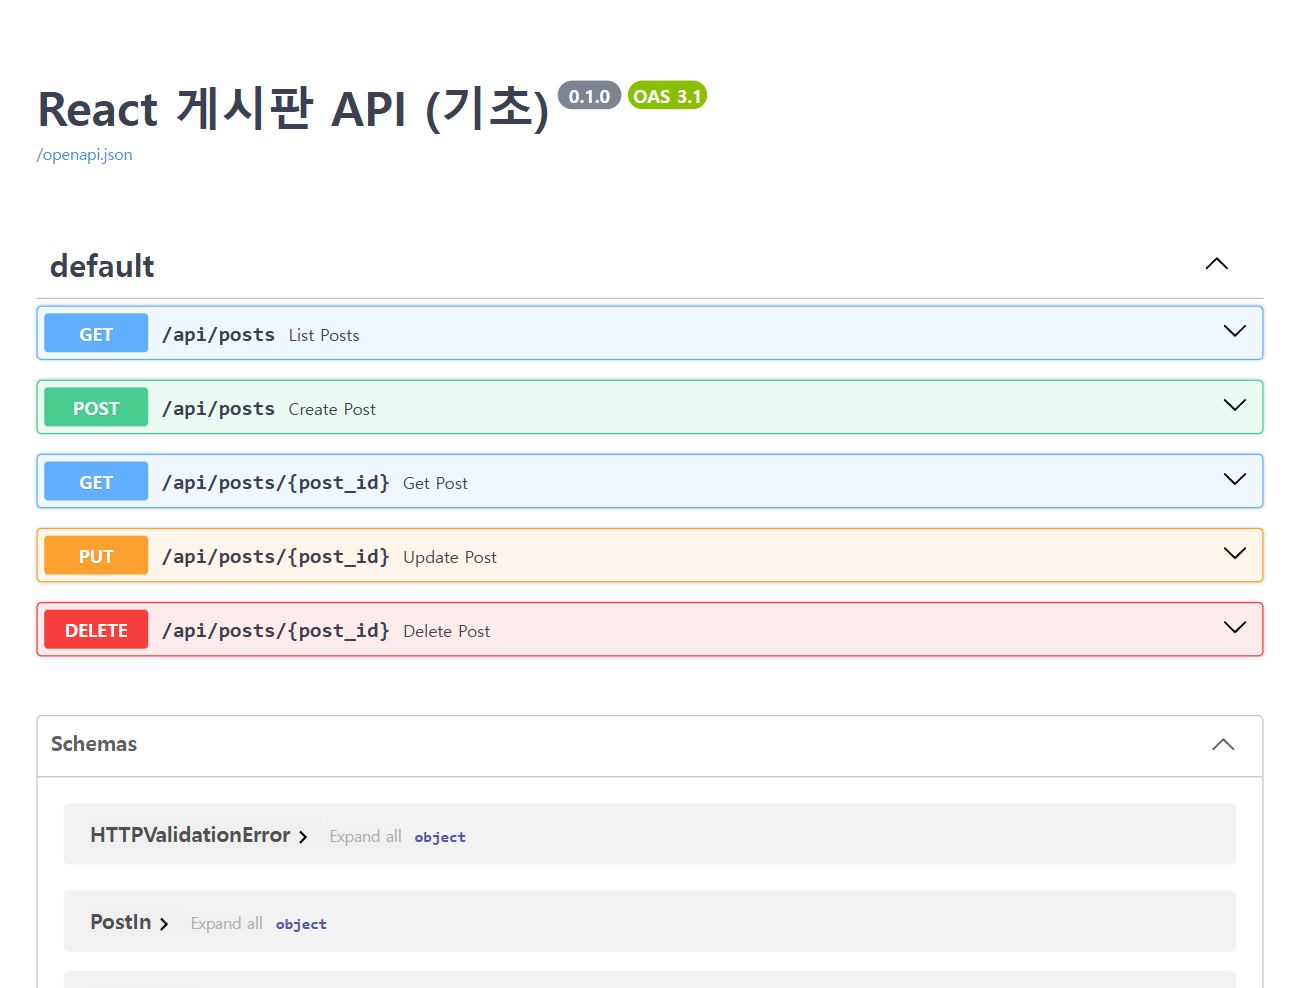 React 게시판 API (기초) 0.1.0 OAS 3.1
/openapi.json
default
GET /api/posts List Posts
POST /api/posts Create Post
GET /api/posts/{post_id} Get Post
PUT /api/posts/{post_id} Update Post
DELETE /api/posts/{post_id} Delete Post
Schemas
HTTPValidationError Expand all object
PostIn Expand all object